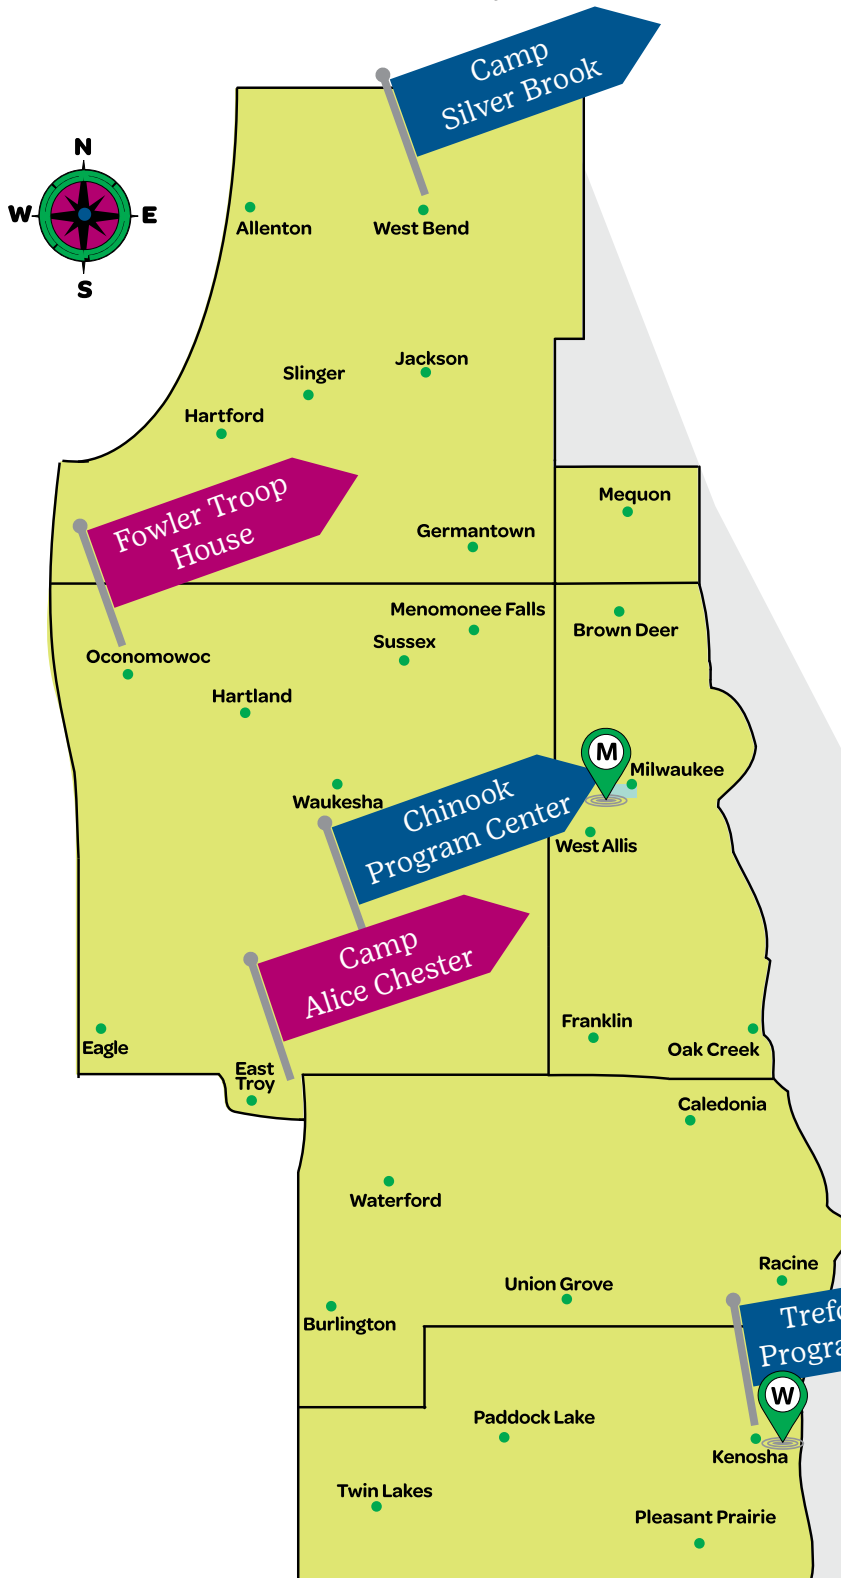 Camp
Silver Brook
N
W
E
S
Allenton
West Bend
Jackson
Slinger
Hartford
Fowler Troop
House
Mequon
Germantown
Menomonee Falls
Brown Deer
Sussex
Oconomowoc
Hartland
M
Milwaukee
Waukesha
Chinook
Program Center
West Allis
Camp
Alice Chester
Franklin
Oak Creek
Eagle
East
Troy
Caledonia
Waterford
Racine
Union Grove
Burlington
Trefo
Progra
W
Paddock Lake
Kenosha
Twin Lakes
Pleasant Prairie